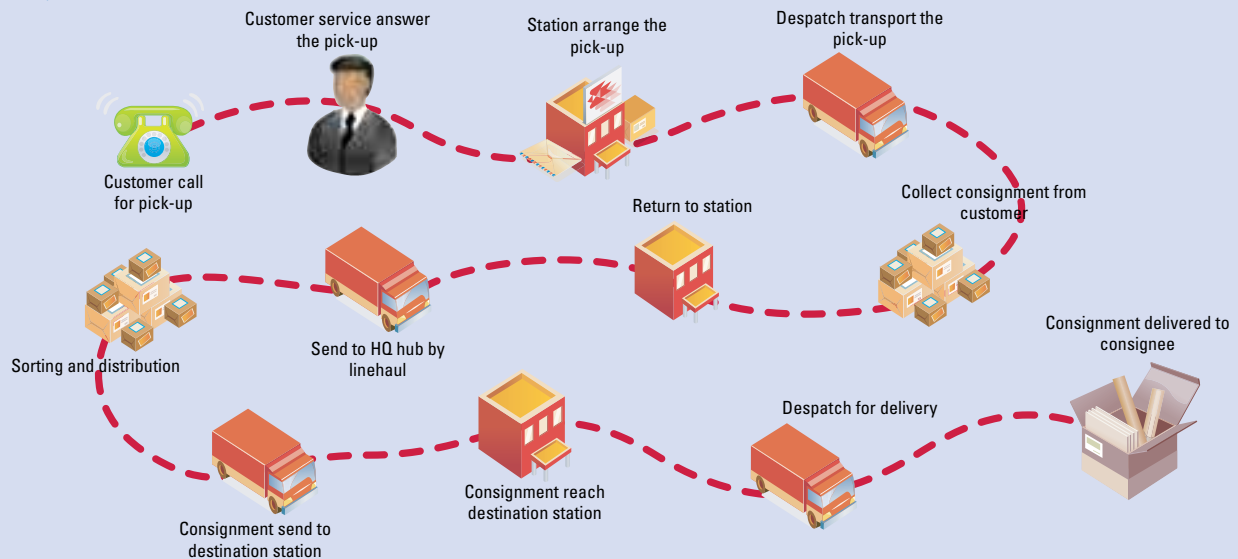 Customer service answer
the pick-up
Station arrange the
pick-up
Despatch transport the
pick-up
Customer call
for pick-up
Collect consignment from
customer
Return to station
Send to HQ hub by
linehaul
Sorting and distribution
Consignment send to
destination station
Consignment reach
destination station
Despatch for delivery
Consignment delivered to
consignee